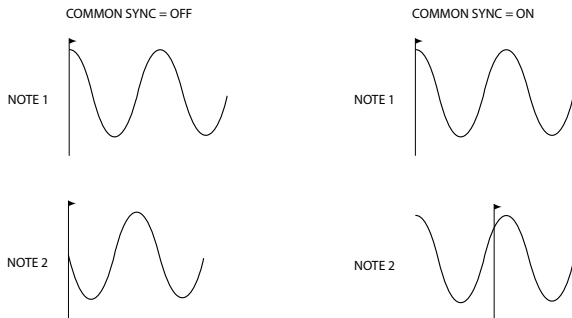 COMMON SYNC = OFF
COMMON SYNC = ON
NOTE 1
NOTE 1
NOTE 2
NOTE 2